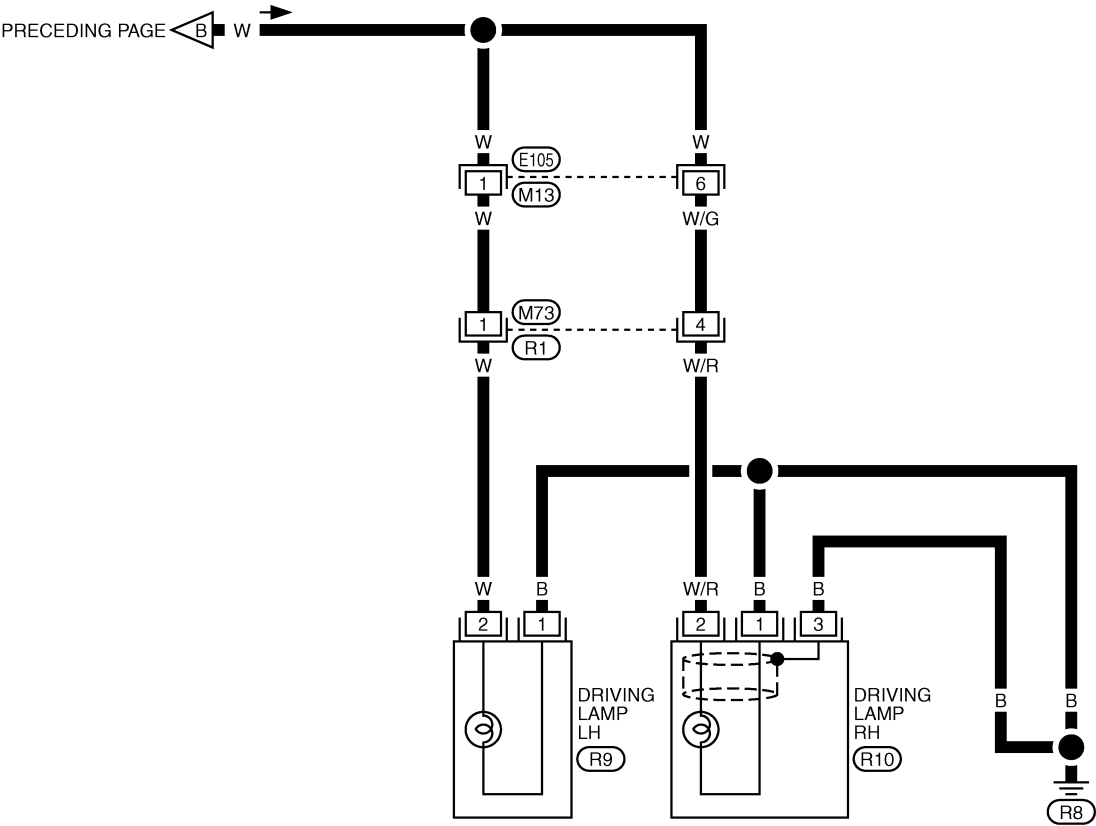 PRECEDING PAGE B W
W W
E105
1 6
M13
W W/G
M73
1 4
R1
W W/R
W B W/R B B
2 1 2 1 3
DRIVING
LAMP
LH
R9
DRIVING
LAMP
RH
R10
B B
R8